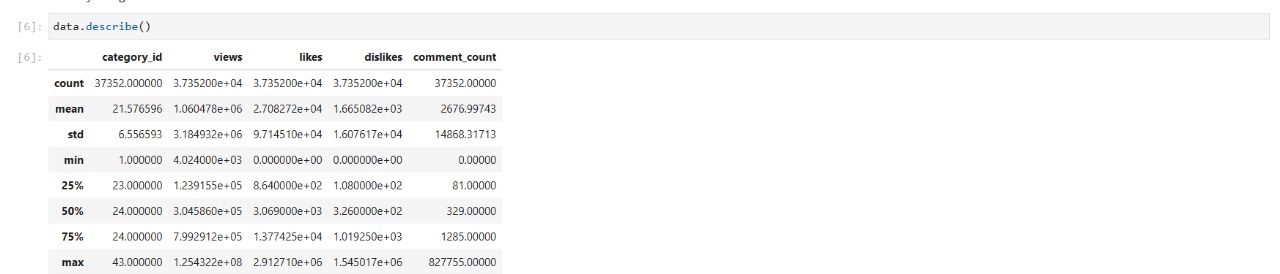 [6]: data.describe()
[6]: category_id views likes dislikes comment_count
count 37352.000000 3.735200e+04 3.735200e+04 3.735200e+04 37352.00000
mean 21.576596 1.060478e+06 2.708272e+04 1.665082e+03 2676.99743
std 6.556593 3.184932e+06 9.714510e+04 1.607617e+04 14868.31713
min 1.000000 4.024000e+03 0.000000e+00 0.000000e+00 0.00000
25% 23.000000 1.239155e+05 8.640000e+02 1.080000e+02 81.00000
50% 24.000000 3.045860e+05 3.069000e+03 3.260000e+02 329.00000
75% 24.000000 7.992912e+05 1.377425e+04 1.019250e+03 1285.00000
max 43.000000 1.254322e+08 2.912710e+06 1.545017e+06 827755.00000